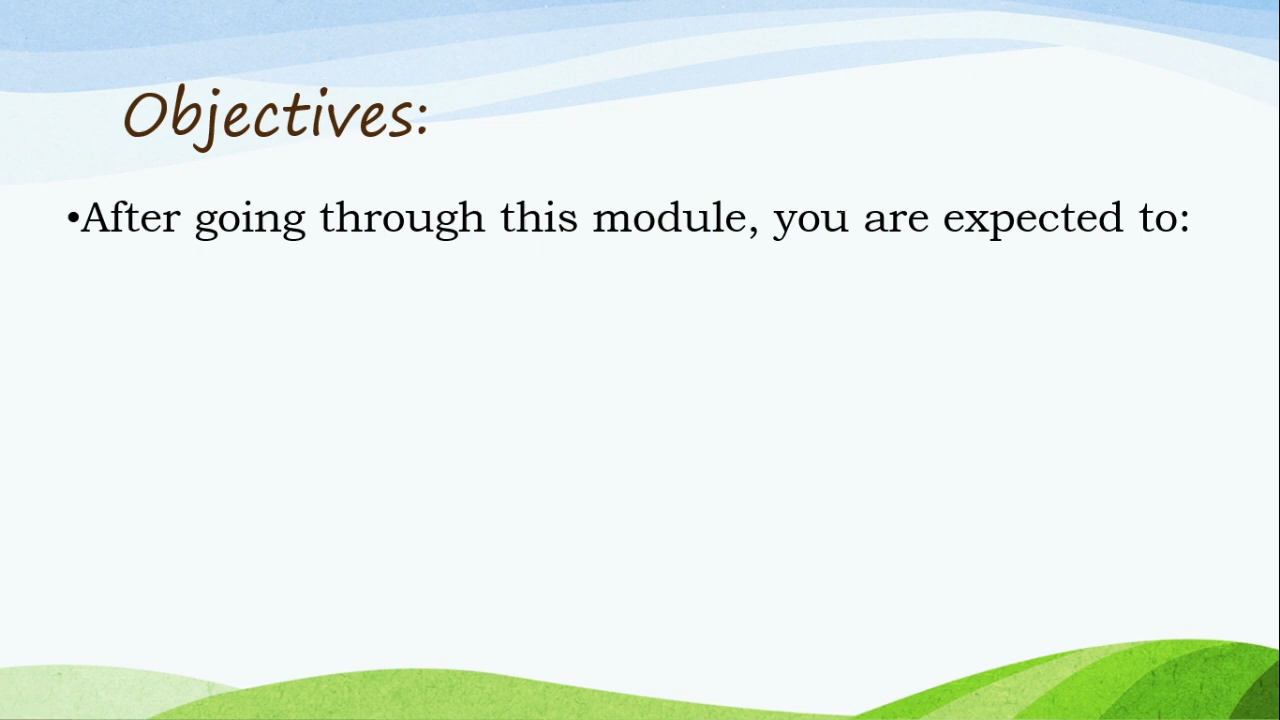 Objectives:
•After going through this module, you are expected to: